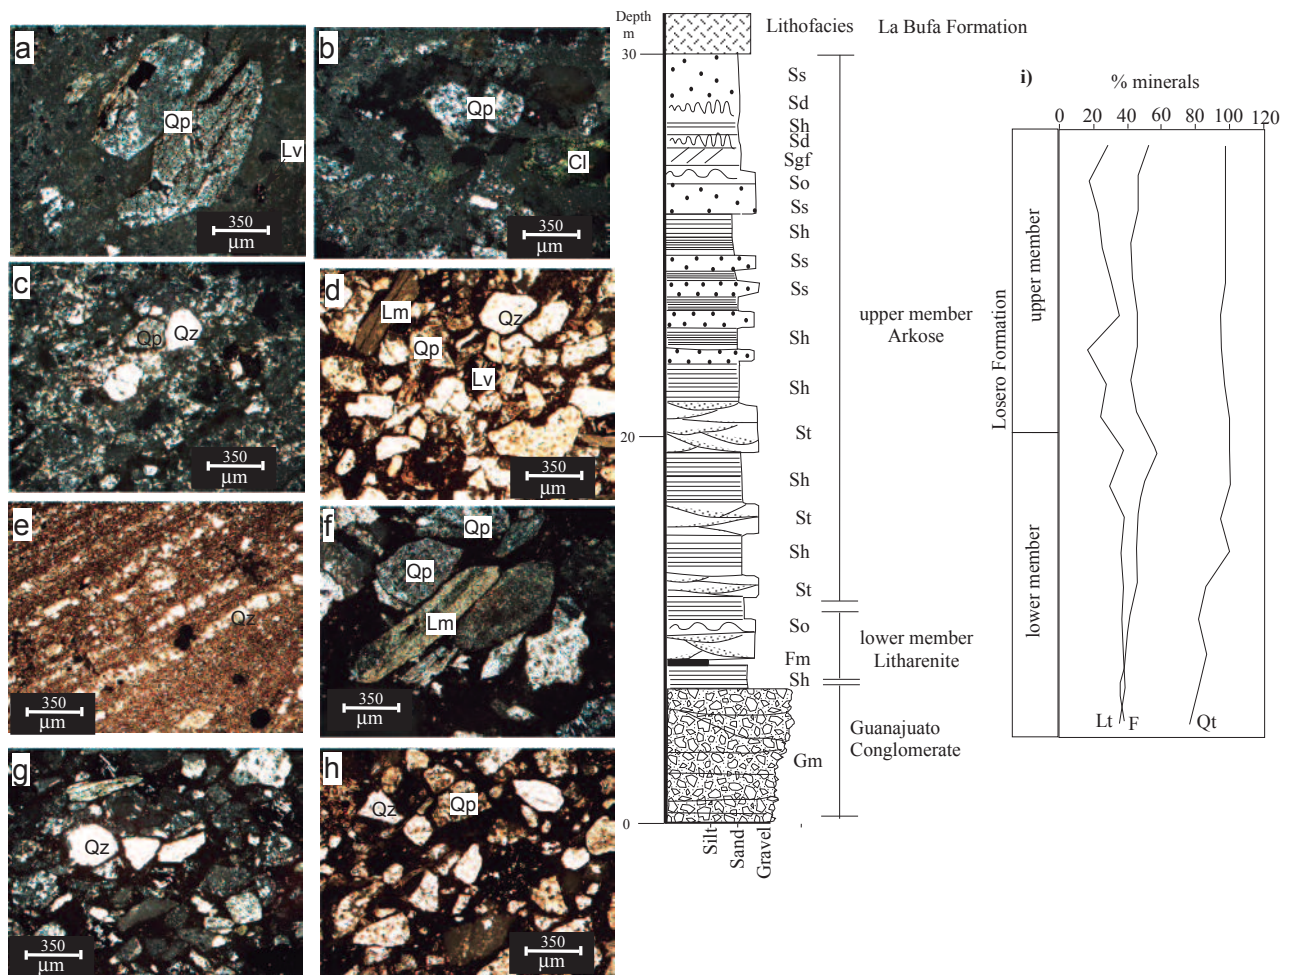 a
Qp
Lv
350
µm
b
Qp
Cl
350
µm
c
Qp
Qz
350
µm
d
Lm
Qz
Qp
Lv
350
µm
e
Qz
350
µm
f
Qp
Qp
Lm
350
µm
g
Qz
350
µm
h
Qz
Qp
350
µm
Depth
m
Lithofacies
La Bufa Formation
30
Ss
Sd
Sh
Sd
Sgf
So
Ss
Sh
Ss
Ss
Sh
Sh
St
20
Sh
St
Sh
St
So
Fm
Sh
Gm
0
Silt
Sand
Gravel
upper member
Arkose
lower member
Litharenite
Guanajuato
Conglomerate
i)
% minerals
0 20 40 60 80 100 120
Losero Formation
upper member
lower member
Lt F Qt